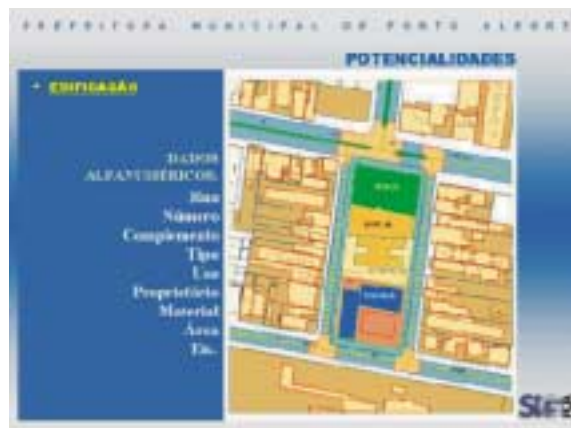 PREFEITURA MUNICIPAL DE PORTO ALEGRE
POTENCIALIDADES
EDIFICAÇÃO
DADOS
ALFANUMÉRICOS:
Rua
Número
Complemento
Tipo
Uso
Proprietário
Material
Área
Etc.